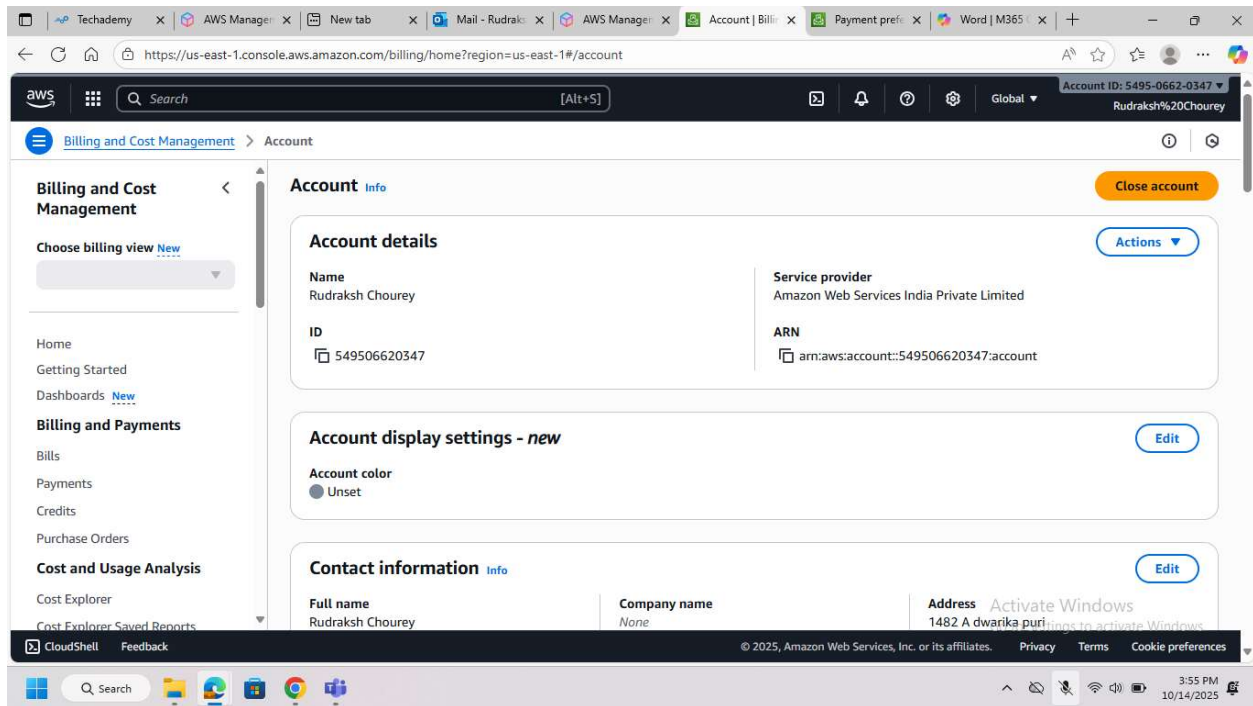 Techademy
AWS Manager
New tab
Mail - Rudraks
AWS Manager
Account | Billin
Payment prefe
Word | M365
https://us-east-1.console.aws.amazon.com/billing/home?region=us-east-1#/account
aws
Search
[Alt+S]
Global
Account ID: 5495-0662-0347
Rudraksh%20Chourey
Billing and Cost Management > Account
Billing and Cost
Management
Choose billing view New
Home
Getting Started
Dashboards New
Billing and Payments
Bills
Payments
Credits
Purchase Orders
Cost and Usage Analysis
Cost Explorer
Cost Explorer Saved Reports
Account Info
Close account
Account details
Actions
Name
Rudraksh Chourey
Service provider
Amazon Web Services India Private Limited
ID
549506620347
ARN
arn:aws:account::549506620347:account
Account display settings - new
Edit
Account color
Unset
Contact information Info
Edit
Full name
Rudraksh Chourey
Company name
None
Address
1482 A dwarika puri
Activate Windows
Go to Settings to activate Windows.
CloudShell Feedback
© 2025, Amazon Web Services, Inc. or its affiliates. Privacy Terms Cookie preferences
Search
3:55 PM
10/14/2025